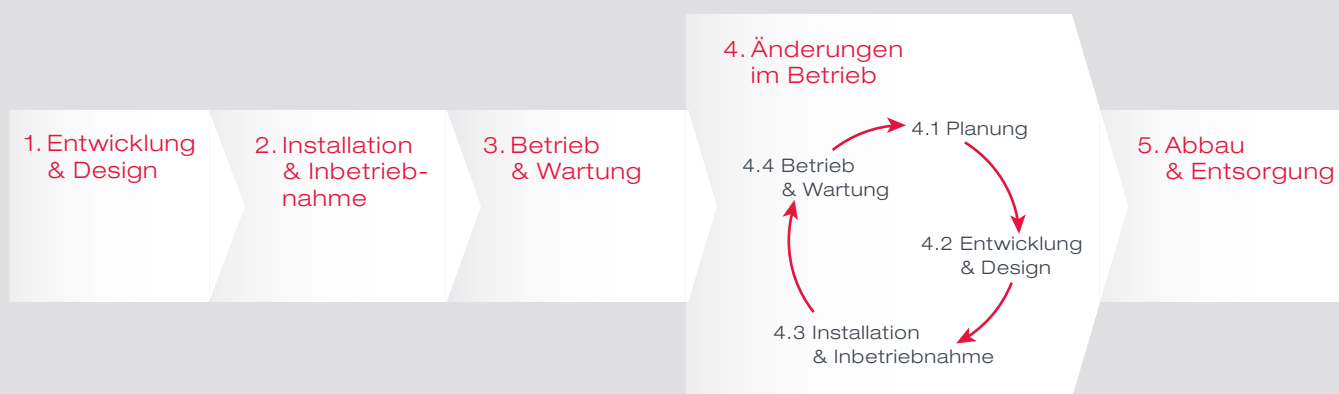 1. Entwicklung
& Design
2. Installation
& Inbetrieb-
nahme
3. Betrieb
& Wartung
4. Änderungen
im Betrieb
4.1 Planung
4.2 Entwicklung
& Design
4.3 Installation
& Inbetriebnahme
4.4 Betrieb
& Wartung
5. Abbau
& Entsorgung